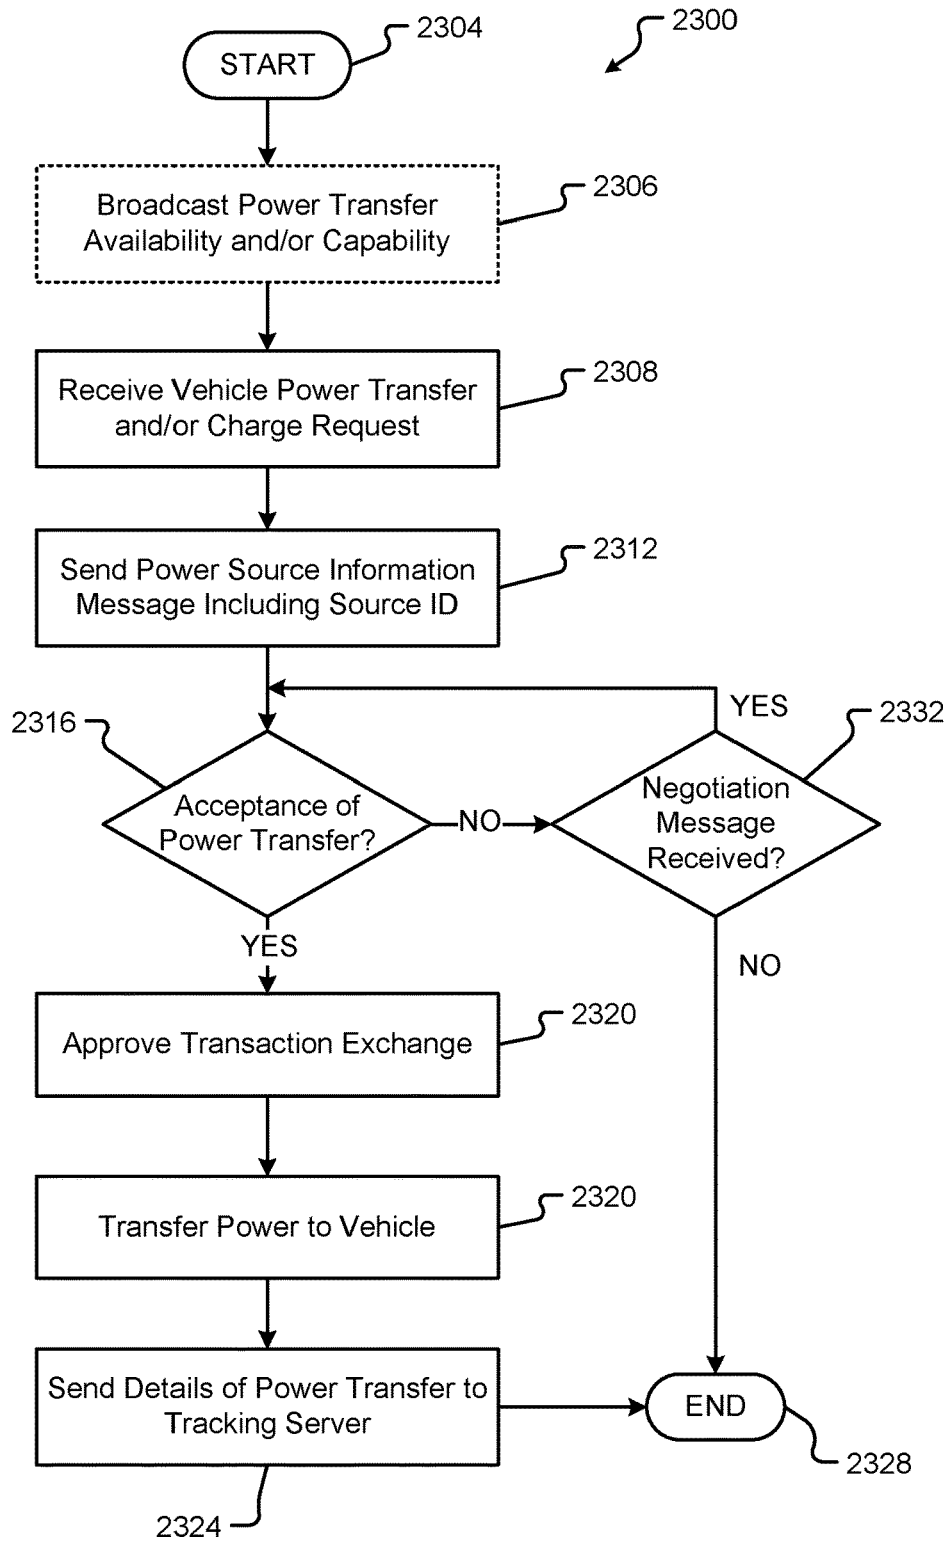 2304
2300
START
2306
Broadcast Power Transfer
Availability and/or Capability
2308
Receive Vehicle Power Transfer
and/or Charge Request
2312
Send Power Source Information
Message Including Source ID
YES
2316
2332
Acceptance of
Power Transfer?
NO
Negotiation
Message
Received?
YES
NO
2320
Approve Transaction Exchange
2320
Transfer Power to Vehicle
Send Details of Power Transfer to
Tracking Server
END
2328
2324